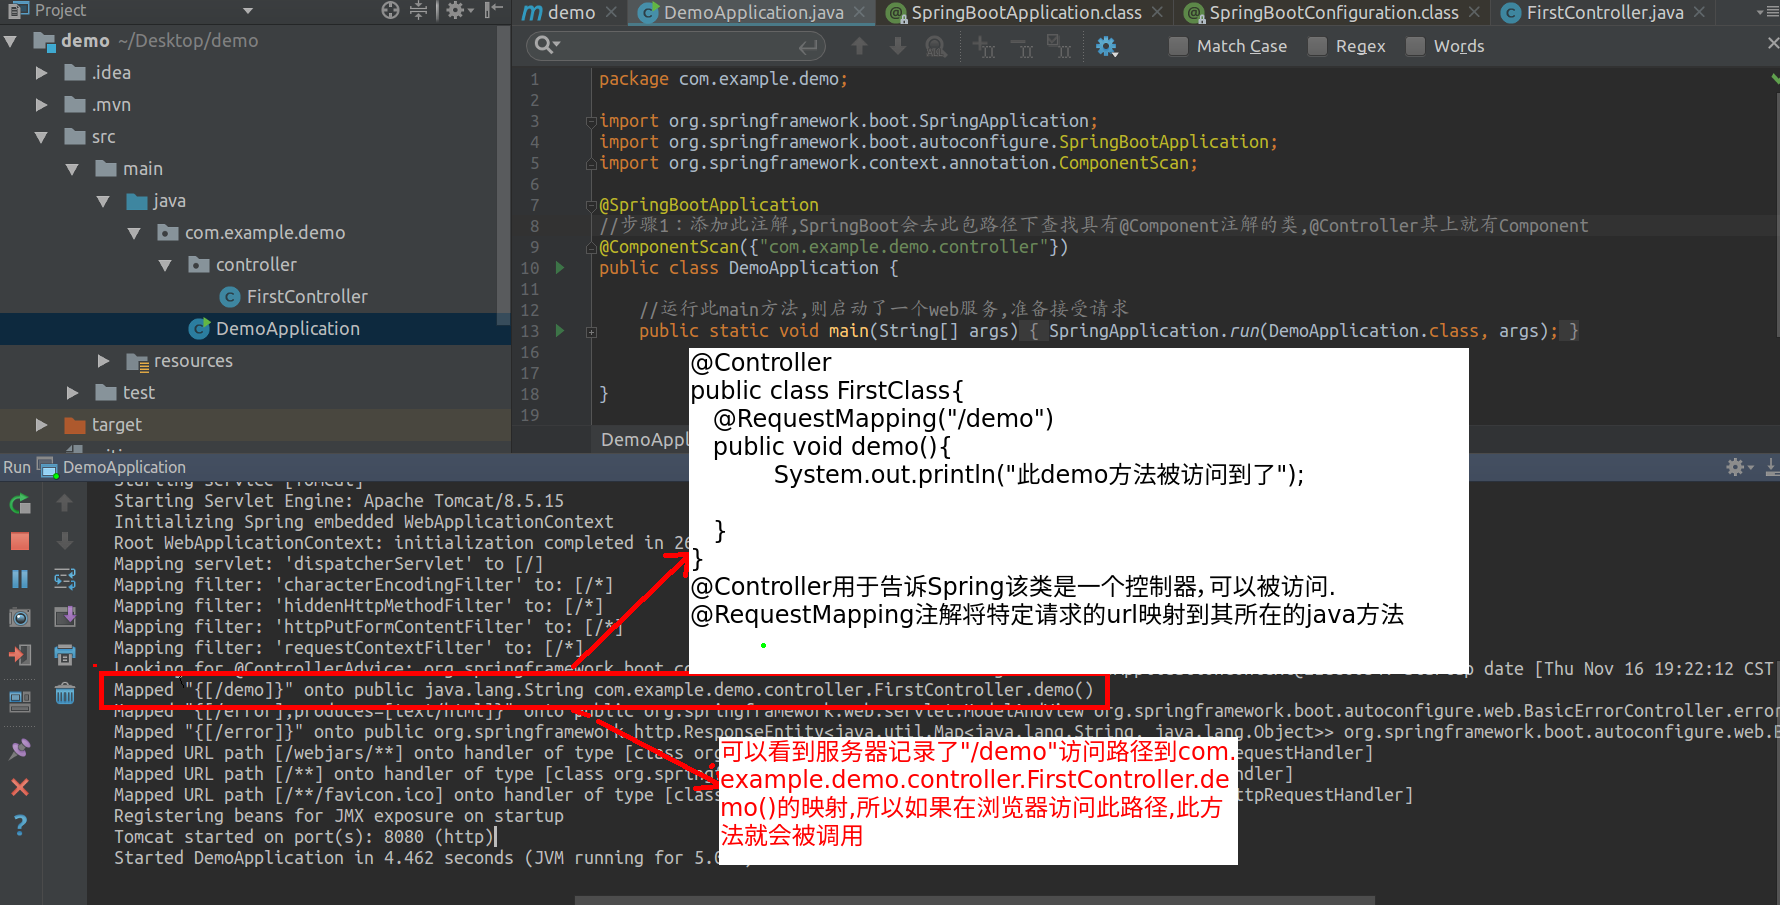 Project
demo DemoApplication.java SpringBootApplication.class SpringBootConfiguration.class FirstController.java
demo ~/Desktop/demo
.idea
.mvn
src
main
java
com.example.demo
controller
FirstController
DemoApplication
resources
test
target
Match Case Regex Words
1 package com.example.demo;
2
3 import org.springframework.boot.SpringApplication;
4 import org.springframework.boot.autoconfigure.SpringBootApplication;
5 import org.springframework.context.annotation.ComponentScan;
6
7 @SpringBootApplication
8 //步骤1：添加此注解,SpringBoot会去此包路径下查找具有@Component注解的类,@Controller其上就有Component
9 @ComponentScan({"com.example.demo.controller"})
10 public class DemoApplication {
11
12 //运行此main方法,则启动了一个web服务,准备接受请求
13 public static void main(String[] args) { SpringApplication.run(DemoApplication.class, args); }
16
17
18 }
19
DemoAppl
@Controller
public class FirstClass{
@RequestMapping("/demo")
public void demo(){
System.out.println("此demo方法被访问到了");
}
}
@Controller用于告诉Spring该类是一个控制器,可以被访问.
@RequestMapping注解将特定请求的url映射到其所在的java方法
Run DemoApplication
Starting Service [Tomcat]
Starting Servlet Engine: Apache Tomcat/8.5.15
Initializing Spring embedded WebApplicationContext
Root WebApplicationContext: initialization completed in 26
Mapping servlet: 'dispatcherServlet' to [/]
Mapping filter: 'characterEncodingFilter' to: [/*]
Mapping filter: 'hiddenHttpMethodFilter' to: [/*]
Mapping filter: 'httpPutFormContentFilter' to: [/*]
Mapping filter: 'requestContextFilter' to: [/*]
Looking for @ControllerAdvice: org.springframework.boot.co date [Thu Nov 16 19:22:12 CST
Mapped "{[/demo]}" onto public java.lang.String com.example.demo.controller.FirstController.demo()
Mapped "{[/error],produces=[text/html]}" onto public org.springframework.web.servlet.ModelAndView org.springframework.boot.autoconfigure.web.BasicErrorController.error
Mapped "{[/error]}" onto public org.springframework.http.ResponseEntity<java.util.Map<java.lang.String, java.lang.Object>> org.springframework.boot.autoconfigure.web.B
Mapped URL path [/webjars/**] onto handler of type [class org equestHandler]
Mapped URL path [/**] onto handler of type [class org.spring ndler]
Mapped URL path [/**/favicon.ico] onto handler of type [clas ttpRequestHandler]
Registering beans for JMX exposure on startup
Tomcat started on port(s): 8080 (http)
Started DemoApplication in 4.462 seconds (JVM running for 5.0
可以看到服务器记录了"/demo"访问路径到com.
example.demo.controller.FirstController.de
mo()的映射,所以如果在浏览器访问此路径,此方
法就会被调用